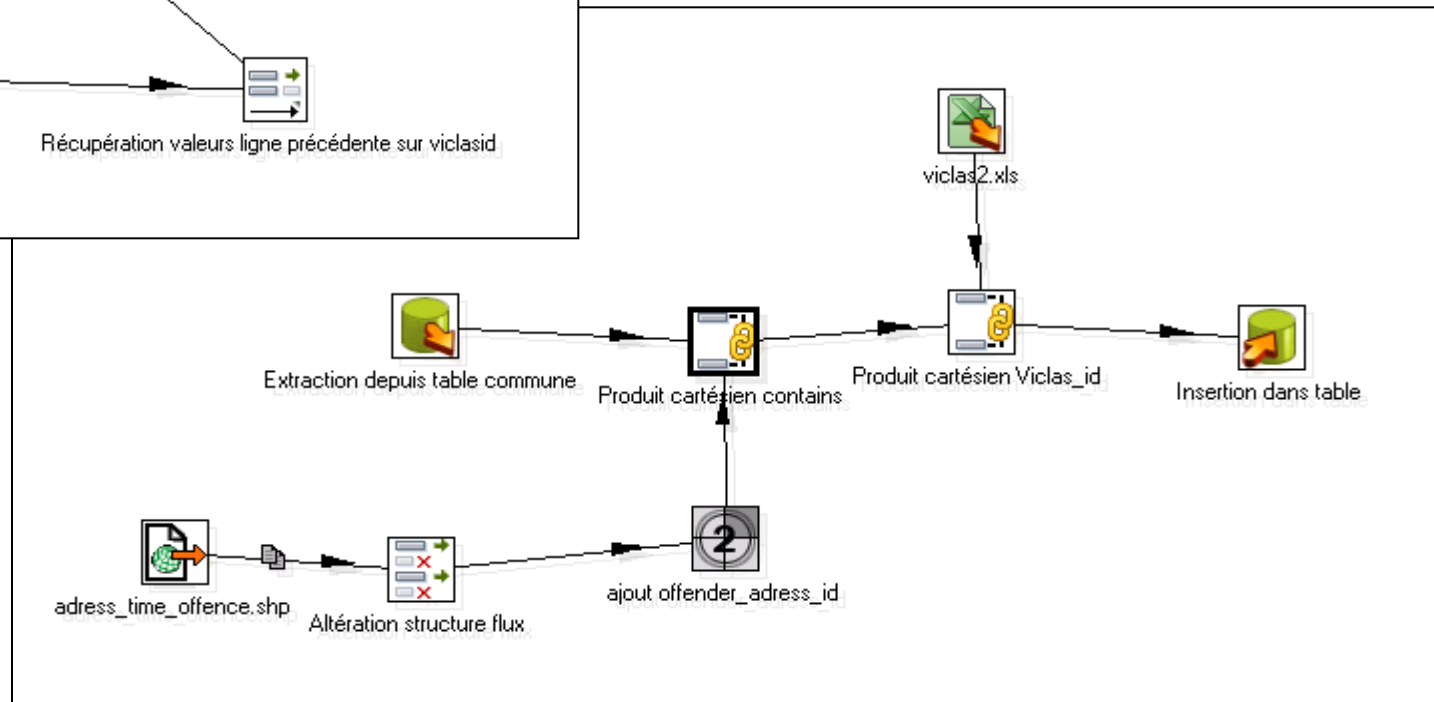 Récupération valeurs ligne précédente sur viclasid
viclas2.xls
Extraction depuis table commune
Produit cartésien contains
Produit cartésien Viclas_id
Insertion dans table
2
adress_time_offence.shp
Altération structure flux
ajout offender_adress_id